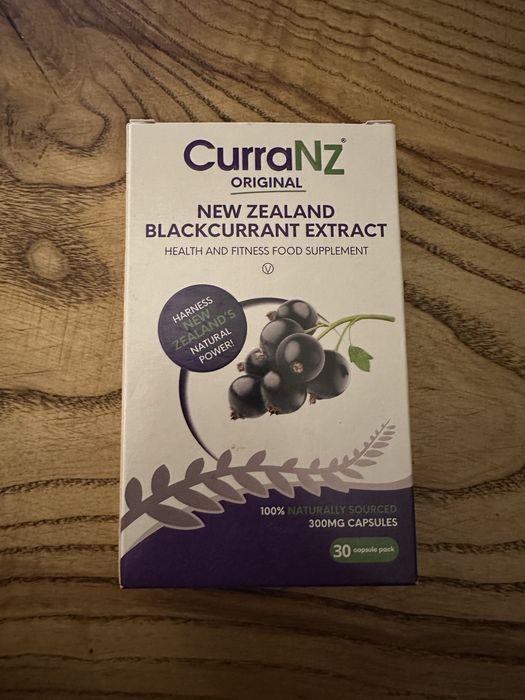 CurraNZ®
ORIGINAL
NEW ZEALAND
BLACKCURRANT EXTRACT
HEALTH AND FITNESS FOOD SUPPLEMENT
V
HARNESS
NEW
ZEALAND'S
NATURAL
POWER!
100% NATURALLY SOURCED
300MG CAPSULES
30 capsule pack